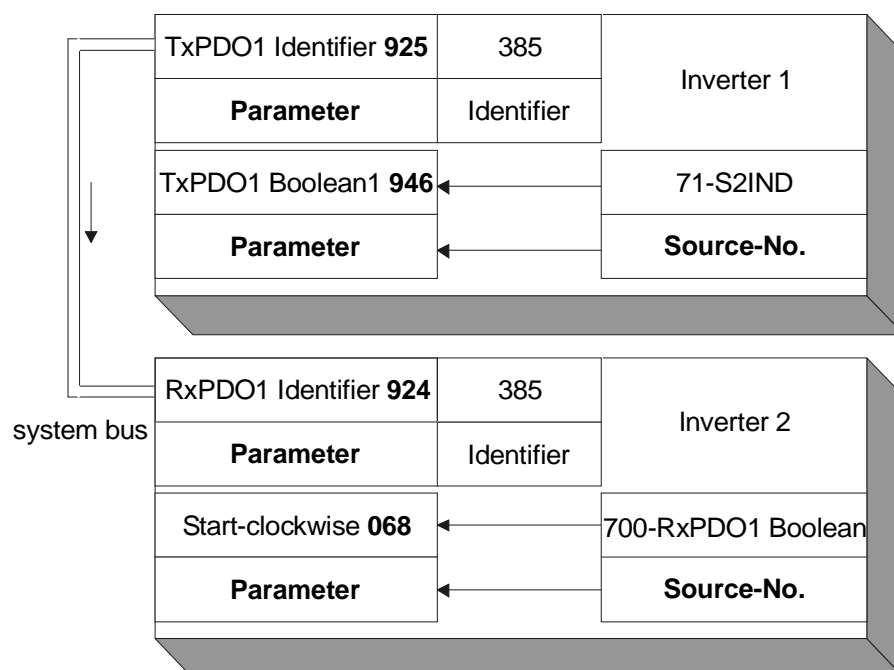 TxPDO1 Identifier 925
385
Inverter 1
Parameter
Identifier
TxPDO1 Boolean1 946
71-S2IND
Parameter
Source-No.
system bus
RxPDO1 Identifier 924
385
Inverter 2
Parameter
Identifier
Start-clockwise 068
700-RxPDO1 Boolean
Parameter
Source-No.